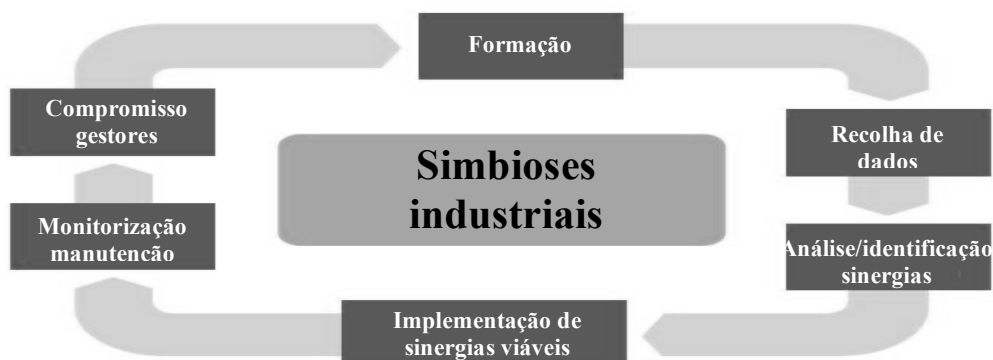 Formação
Compromisso
gestores
Recolha de
dados
Simbioses
industriais
Monitorização
manutencão
Análise/identificação
sinergias
Implementação de
sinergias viáveis